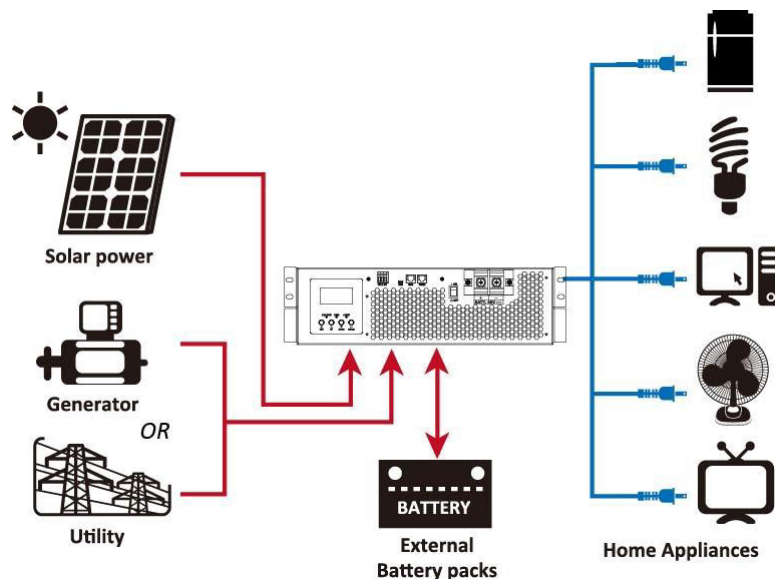 Solar power
Generator
OR
Utility
BATTERY
External
Battery packs
Home Appliances